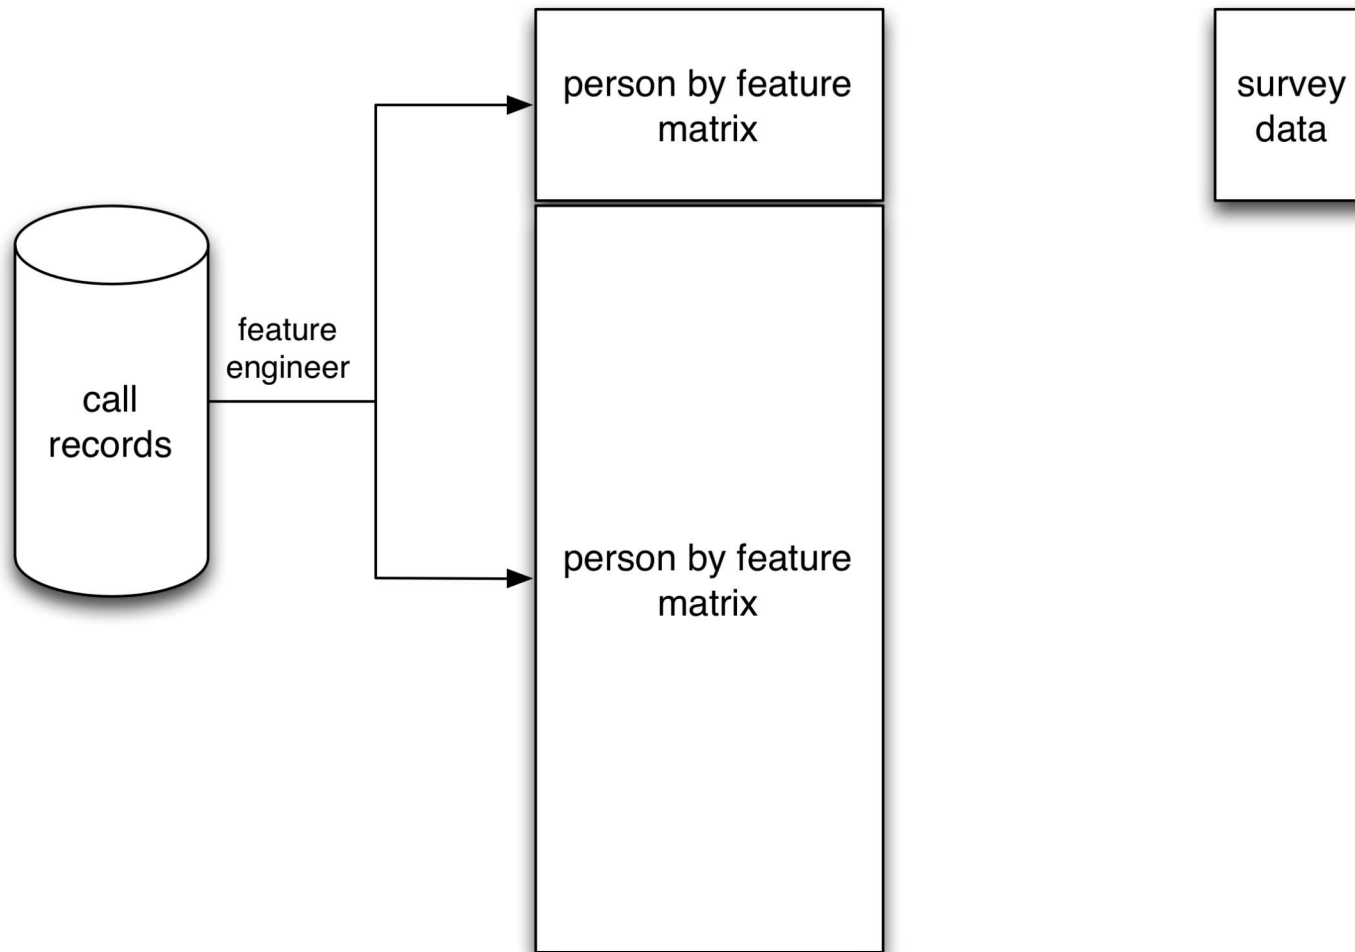 person by feature
matrix
survey
data
feature
engineer
call
records
person by feature
matrix